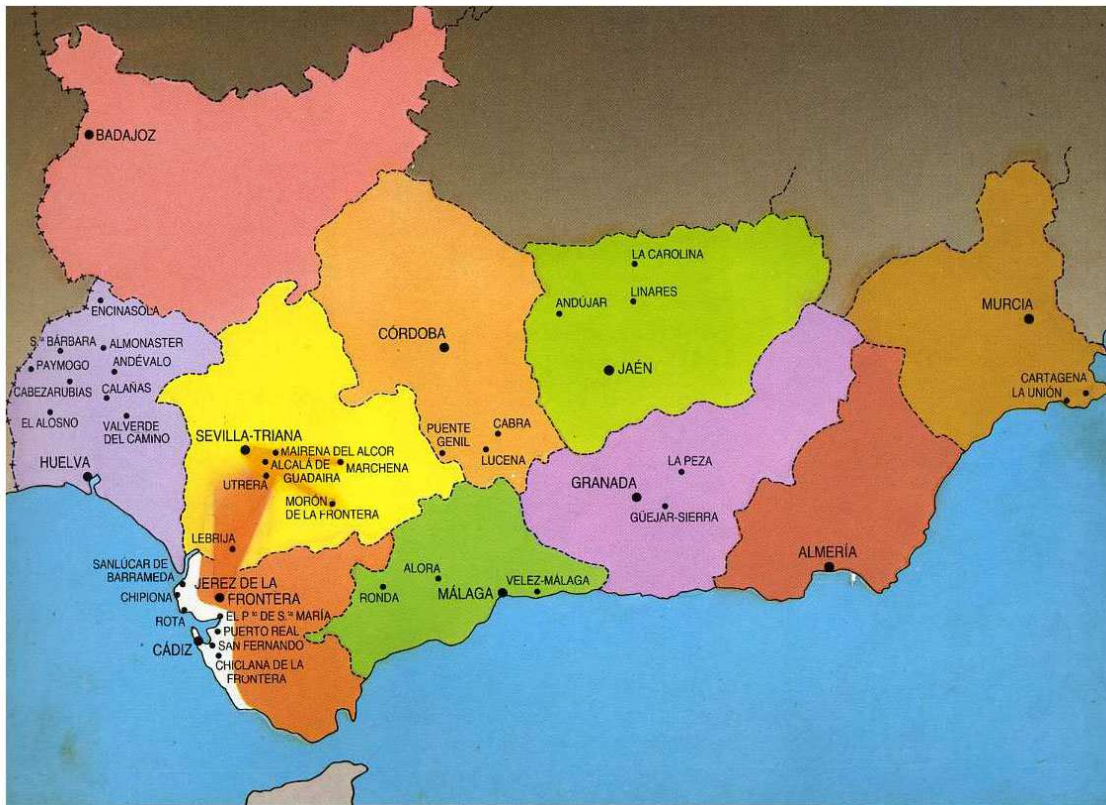 BADAJOZ
ENCINASOLA
S.ᵗᵃ BÁRBARA
ALMONASTER
PAYMOGO
ANDÉVALO
CABEZARUBIAS
CALAÑAS
EL ALOSNO
VALVERDE
DEL CAMINO
HUELVA
SEVILLA-TRIANA
MAIRENA DEL ALCOR
ALCALÁ DE
GUADAIRA
MARCHENA
UTRERA
MORÓN
DE LA FRONTERA
LEBRIJA
CÓRDOBA
PUENTE
GENIL
CABRA
LUCENA
LA CAROLINA
ANDÚJAR
LINARES
JAÉN
MURCIA
CARTAGENA
LA UNIÓN
LA PEZA
GRANADA
GÜEJAR-SIERRA
ALMERÍA
SANLÚCAR DE
BARRAMEDA
JEREZ DE LA
FRONTERA
CHIPIONA
ROTA
EL P.ᵗᵒ DE S.ᵗᵃ MARÍA
PUERTO REAL
CÁDIZ
SAN FERNANDO
CHICLANA DE LA
FRONTERA
ALORA
RONDA
MÁLAGA
VELEZ-MÁLAGA